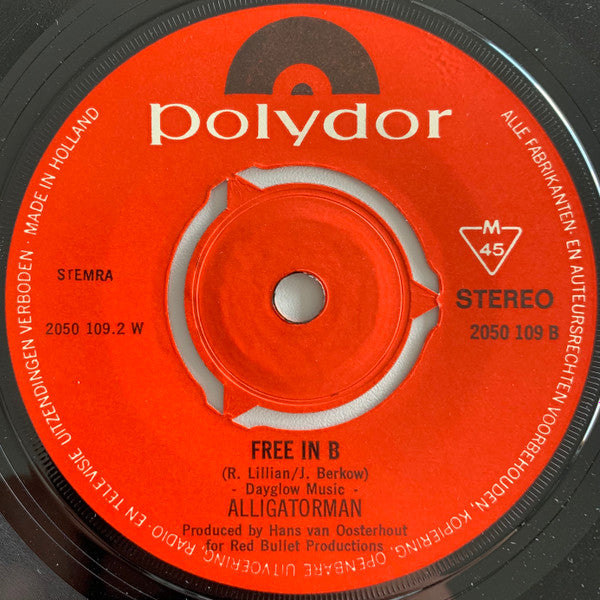 polydor
MADE IN HOLLAND
ALLE FABRIKANTEN- EN AUTEURSRECHTEN VOORBEHOUDEN, KOPIERING, OPENBARE UITVOERING, RADIO- EN TELEVISIE UITZENDINGEN VERBODEN ·
STEMRA
2050 109.2 W
M
45
STEREO
2050 109 B
FREE IN B
(R. Lillian/J. Berkow)
- Dayglow Music -
ALLIGATORMAN
Produced by Hans van Oosterhout
for Red Bullet Productions